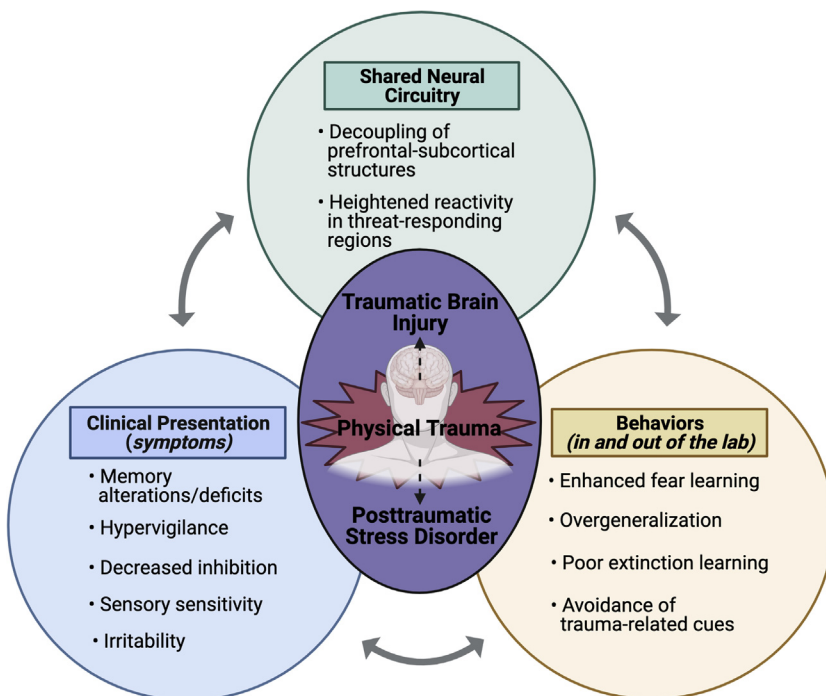 Shared Neural
Circuitry
• Decoupling of
prefrontal-subcortical
structures
• Heightened reactivity
in threat-responding
regions
Traumatic Brain
Injury
Physical Trauma
Posttraumatic
Stress Disorder
Clinical Presentation
(symptoms)
• Memory
alterations/deficits
• Hypervigilance
• Decreased inhibition
• Sensory sensitivity
• Irritability
Behaviors
(in and out of the lab)
• Enhanced fear learning
• Overgeneralization
• Poor extinction learning
• Avoidance of
trauma-related cues